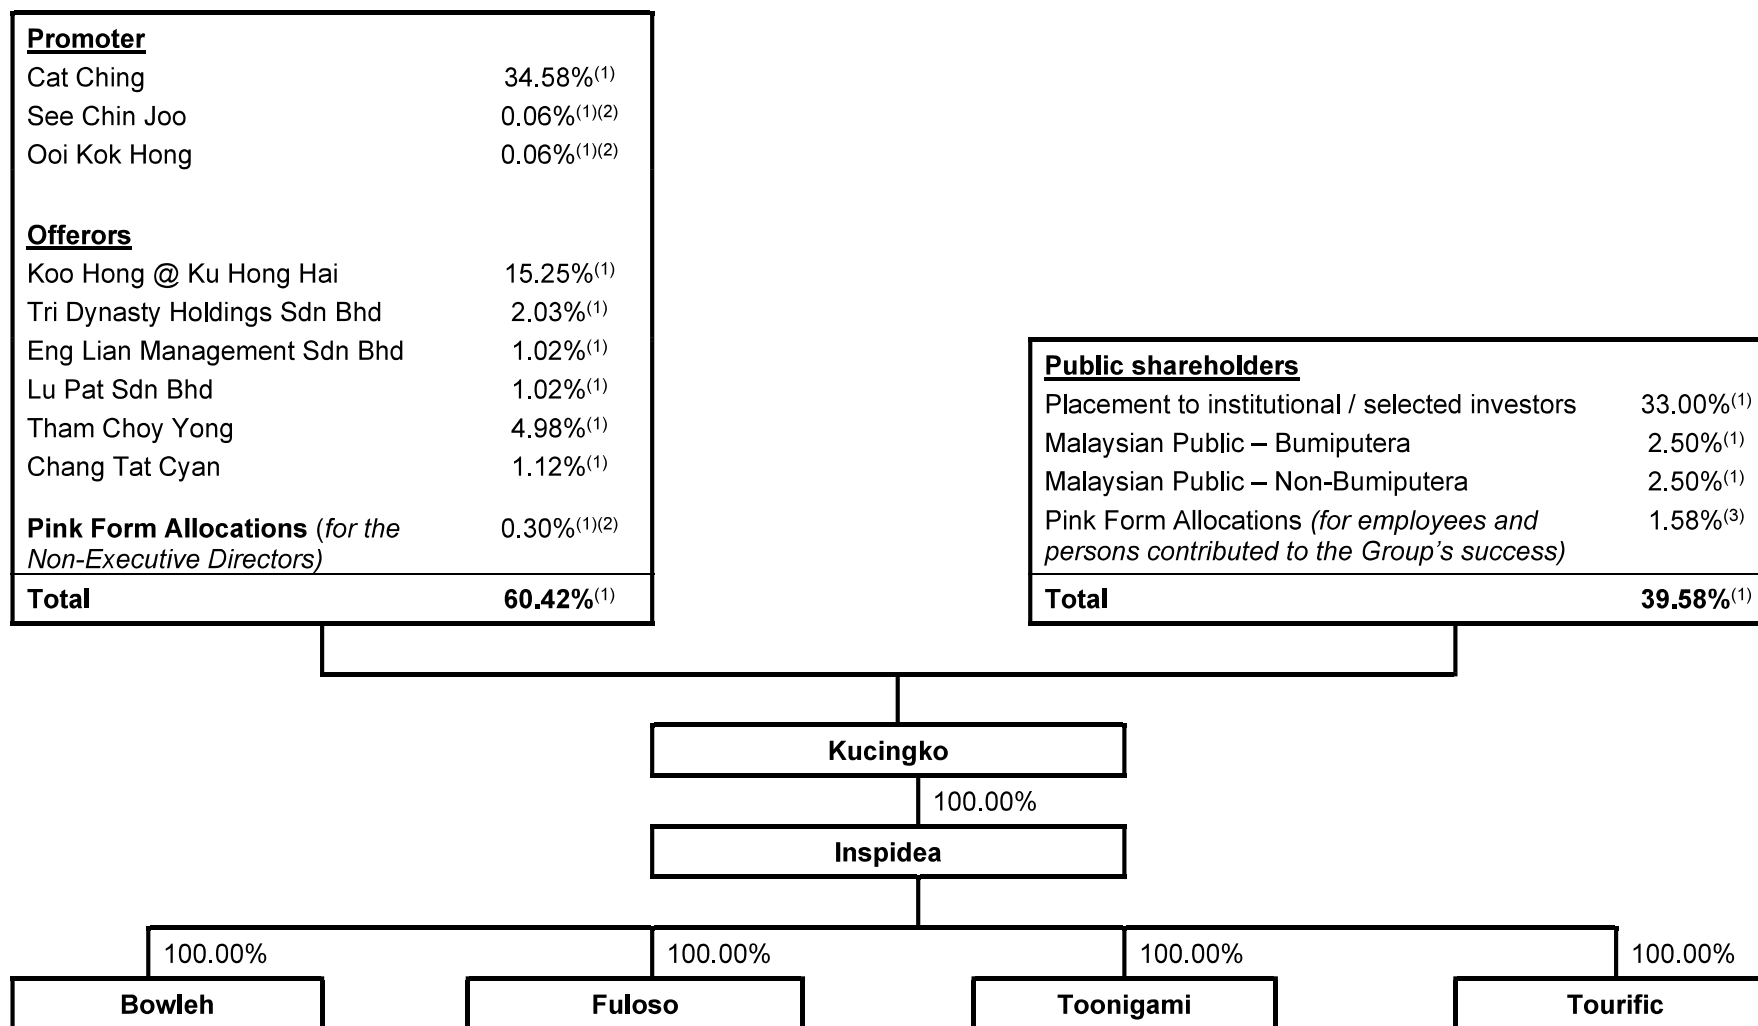 Promoter
Cat Ching 34.58%(1)
See Chin Joo 0.06%(1)(2)
Ooi Kok Hong 0.06%(1)(2)
Offerors
Koo Hong @ Ku Hong Hai 15.25%(1)
Tri Dynasty Holdings Sdn Bhd 2.03%(1)
Eng Lian Management Sdn Bhd 1.02%(1)
Lu Pat Sdn Bhd 1.02%(1)
Tham Choy Yong 4.98%(1)
Chang Tat Cyan 1.12%(1)
Pink Form Allocations (for the 0.30%(1)(2)
Non-Executive Directors)
Total 60.42%(1)
Public shareholders
Placement to institutional / selected investors 33.00%(1)
Malaysian Public – Bumiputera 2.50%(1)
Malaysian Public – Non-Bumiputera 2.50%(1)
Pink Form Allocations (for employees and 1.58%(3)
persons contributed to the Group's success)
Total 39.58%(1)
Kucingko
100.00%
Inspidea
100.00% 100.00% 100.00% 100.00%
Bowleh Fuloso Toonigami Tourific